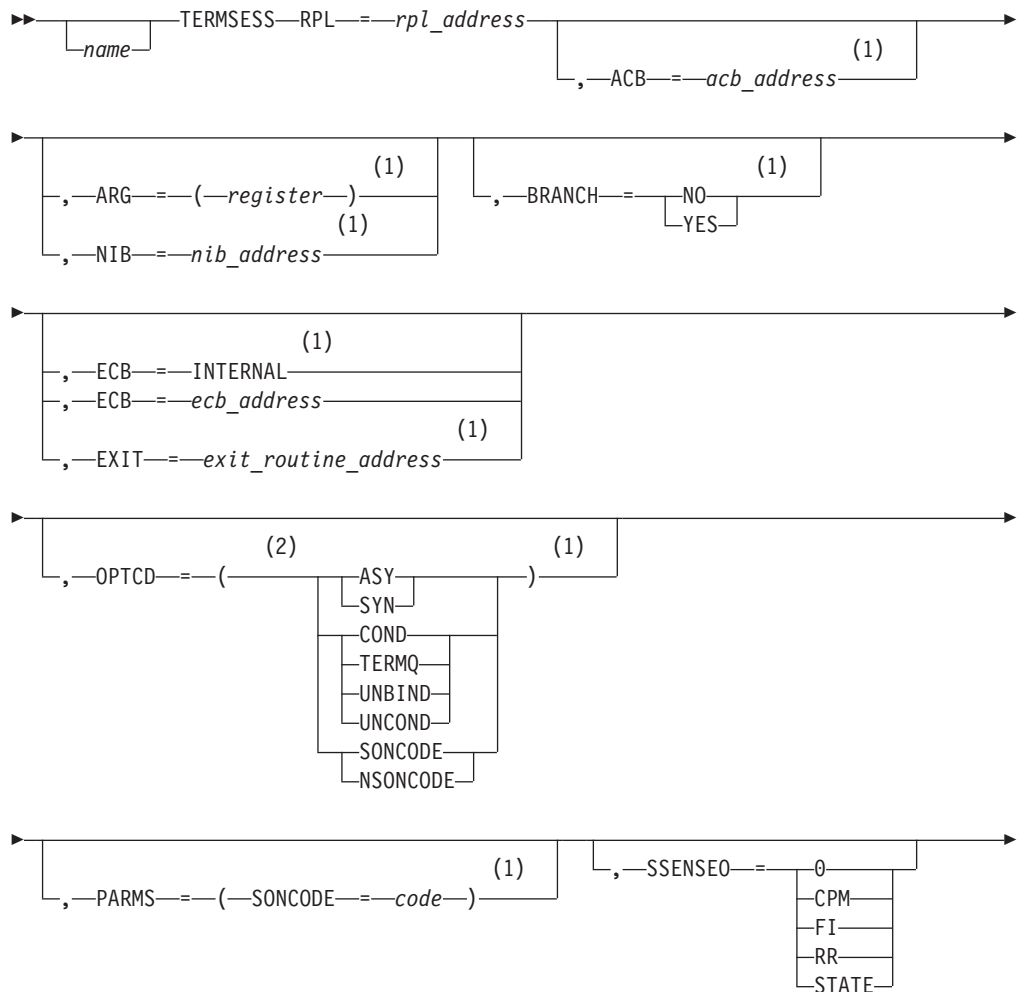 TERMSESS RPL = rpl_address
name
(1)
, ACB = acb_address
(1)
, ARG = ( register )
(1)
, NIB = nib_address
(1)
, BRANCH = NO
YES
(1)
, ECB = INTERNAL
, ECB = ecb_address
(1)
, EXIT = exit_routine_address
(2) (1)
, OPTCD = ( ASY )
SYN
COND
TERMQ
UNBIND
UNCOND
SONCODE
NSONCODE
(1)
, PARMS = ( SONCODE = code )
, SSENSEO = 0
CPM
FI
RR
STATE